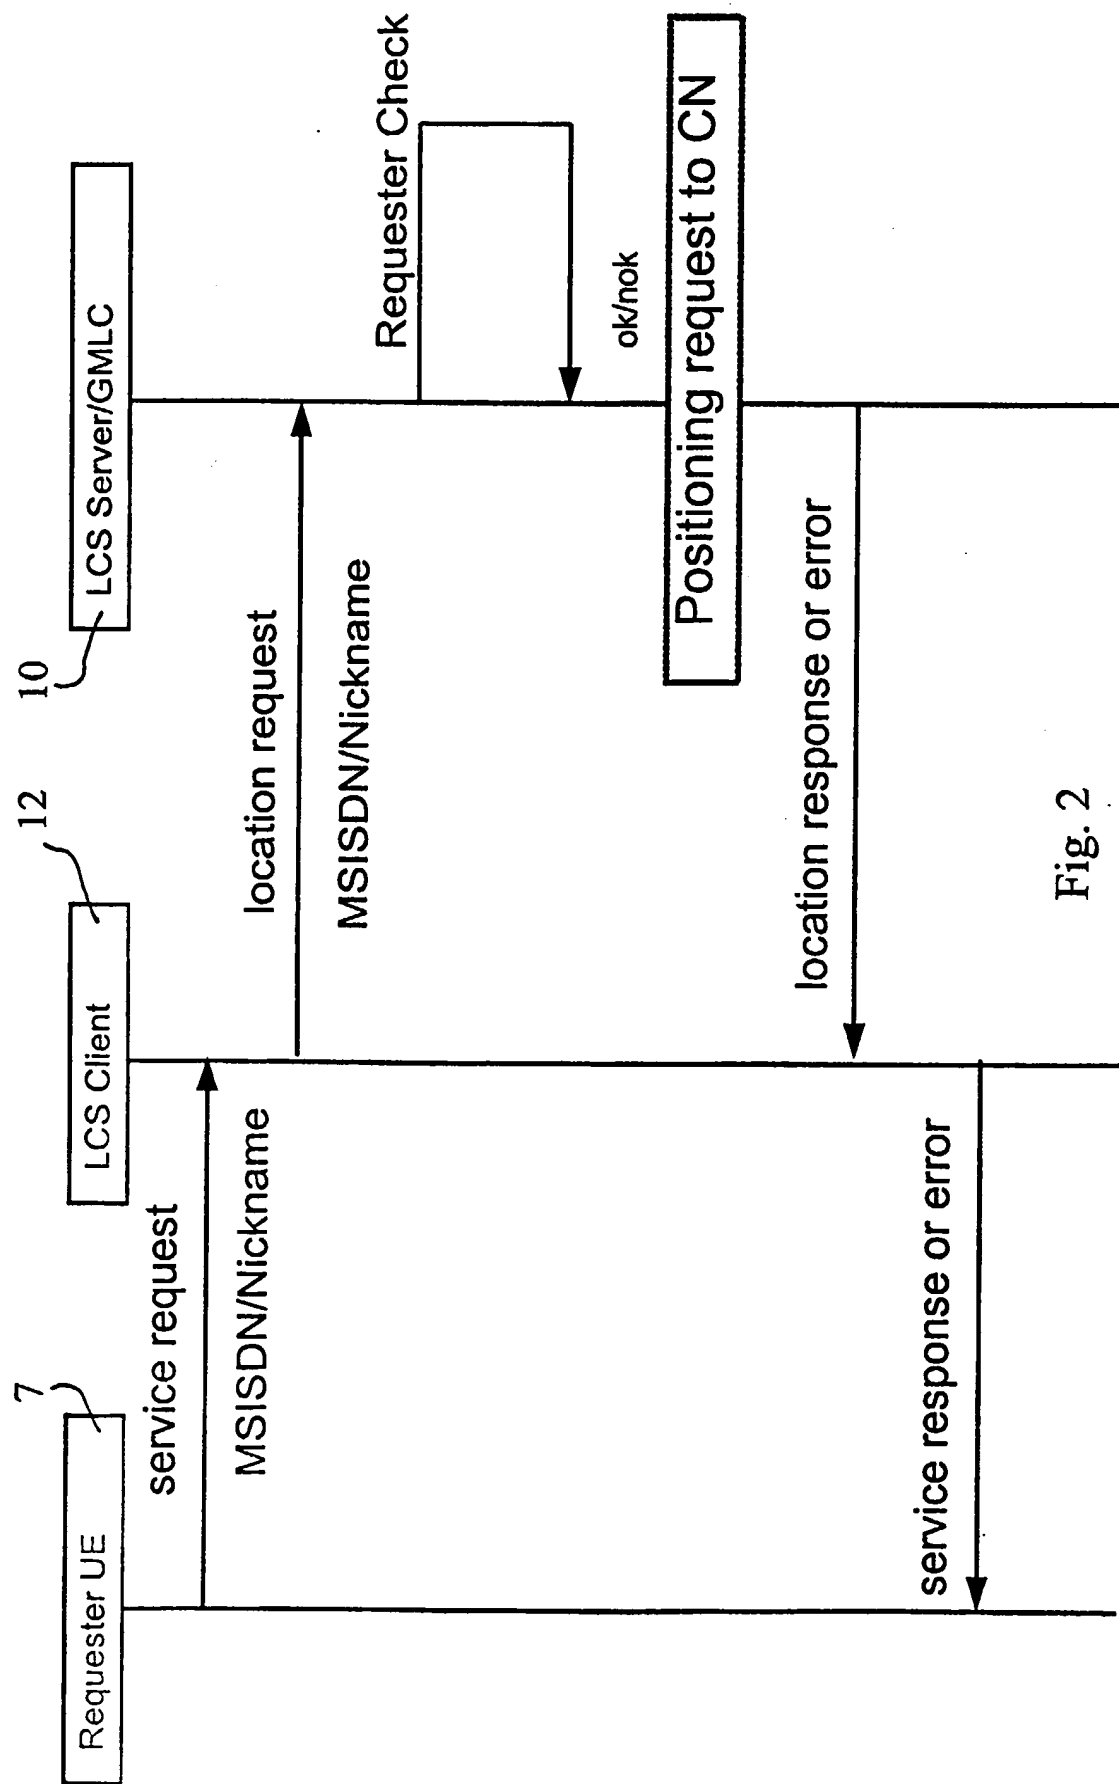 7
12
10
Requester UE
LCS Client
LCS Server/GMLC
service request
MSISDN/Nickname
location request
MSISDN/Nickname
Requester Check
ok/nok
Positioning request to CN
location response or error
service response or error
Fig. 2